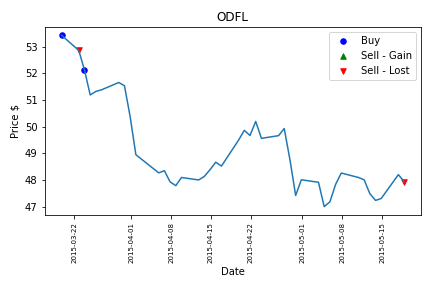 ODFL
Buy
Sell - Gain
Sell - Lost
Price $
53
52
51
50
49
48
47
2015-03-22
2015-04-01
2015-04-08
2015-04-15
2015-04-22
2015-05-01
2015-05-08
2015-05-15
Date